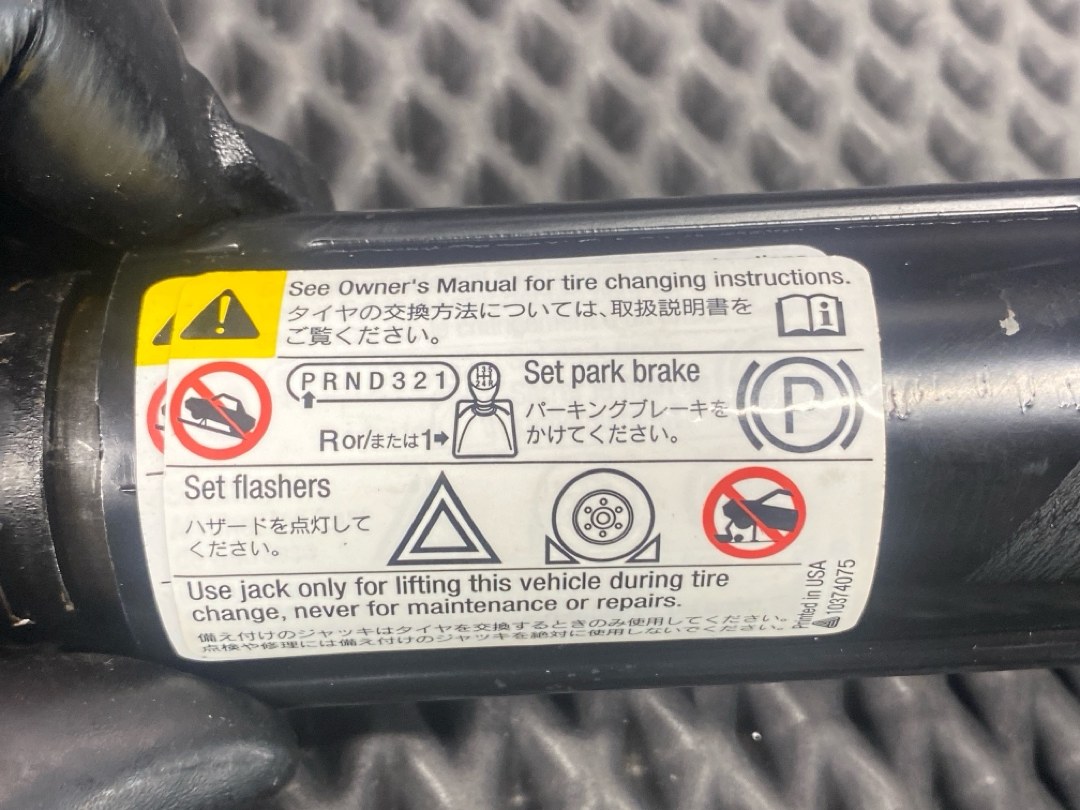 See Owner's Manual for tire changing instructions.
タイヤの交換方法については、取扱説明書を
ご覧ください。
PRND321
R or/または1
Set park brake
パーキングブレーキを
かけてください。
P
Set flashers
ハザードを点灯して
ください。
Use jack only for lifting this vehicle during tire
change, never for maintenance or repairs.
備え付けのジャッキはタイヤを交換するときのみ使用してください。
点検や修理には備え付けのジャッキを絶対に使用しないでください。
Printed in USA
10374075